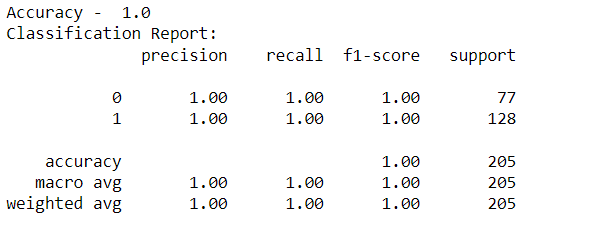 Accuracy -  1.0
Classification Report:
              precision    recall  f1-score   support

           0       1.00      1.00      1.00        77
           1       1.00      1.00      1.00       128

    accuracy                           1.00       205
   macro avg       1.00      1.00      1.00       205
weighted avg       1.00      1.00      1.00       205